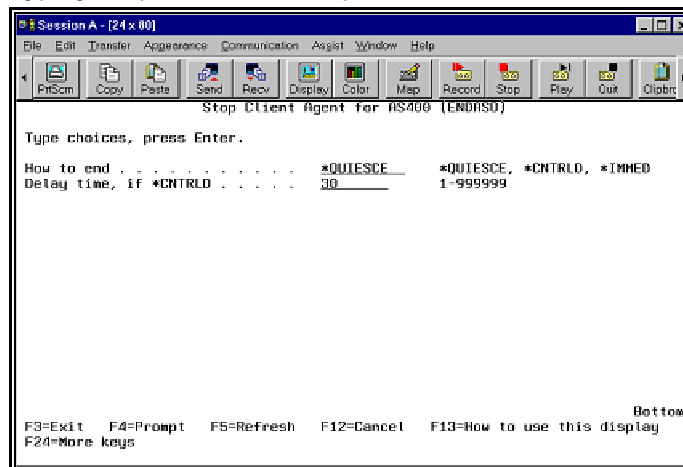 Session A - [24 x 80]
File Edit Transfer Appearance Communication Assist Window Help
PrtScrn Copy Paste Send Recv Display Color Map Record Stop Play Quit Clipbrd
Stop Client Agent for AS400 (ENDASO)
Type choices, press Enter.
How to end . . . . . . . . . . . *QUIESCE *QUIESCE, *CNTRLD, *IMMED
Delay time, if *CNTRLD . . . . . 30 1-999999
Bottom
F3=Exit F4=Prompt F5=Refresh F12=Cancel F13=How to use this display
F24=More keys